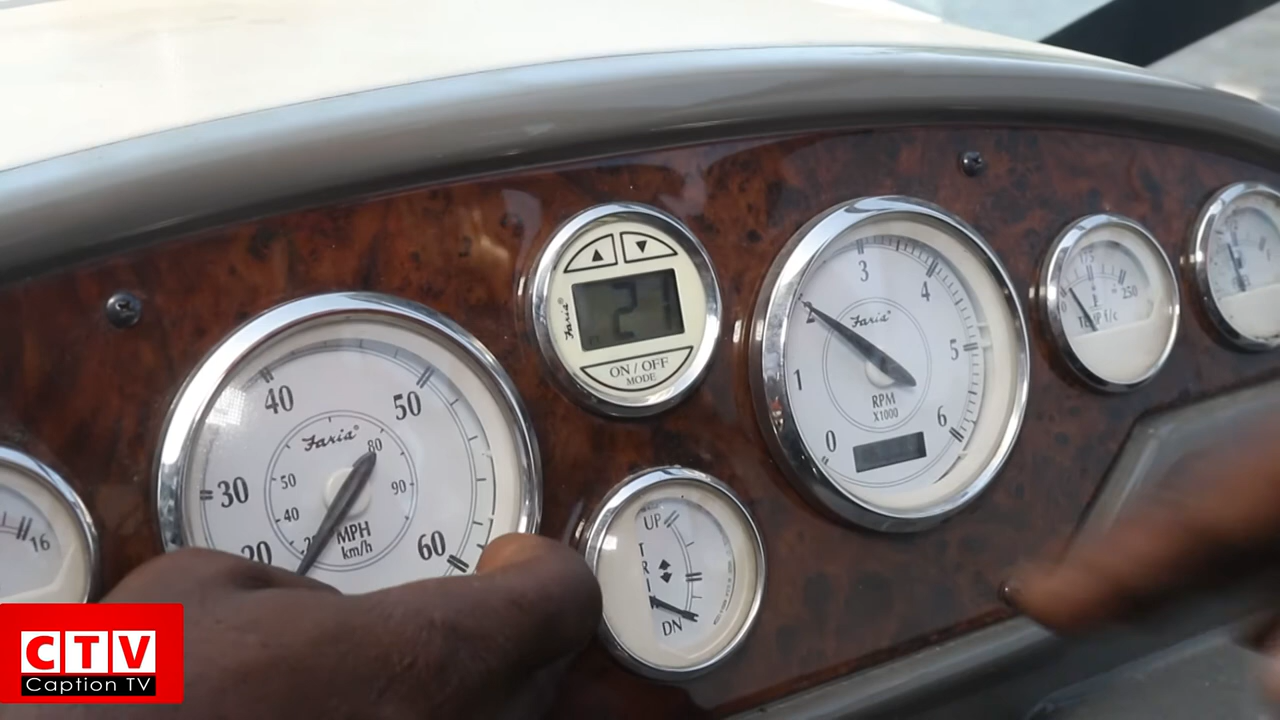 ▲ ▼
Faria®
2
ON / OFF
MODE
40
50
30
20
60
Faria®
50
80
40
90
MPH
km/h
16
UP
TRIM
DN
3
4
2
5
1
6
0
Faria®
RPM
X1000
175
250
CTV
Caption TV